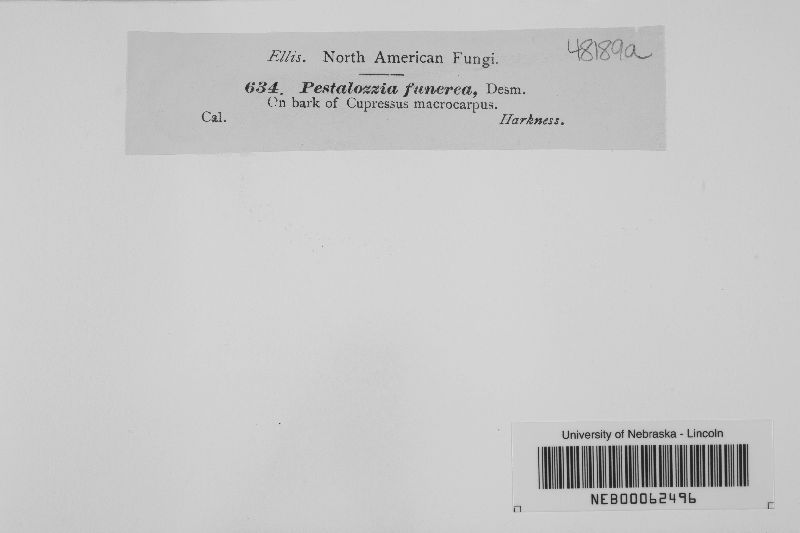 Ellis. North American Fungi.
48189a
634. Pestalozzia funerea, Desm.
On bark of Cupressus macrocarpus.
Cal. Harkness.
University of Nebraska - Lincoln
NEB00062496